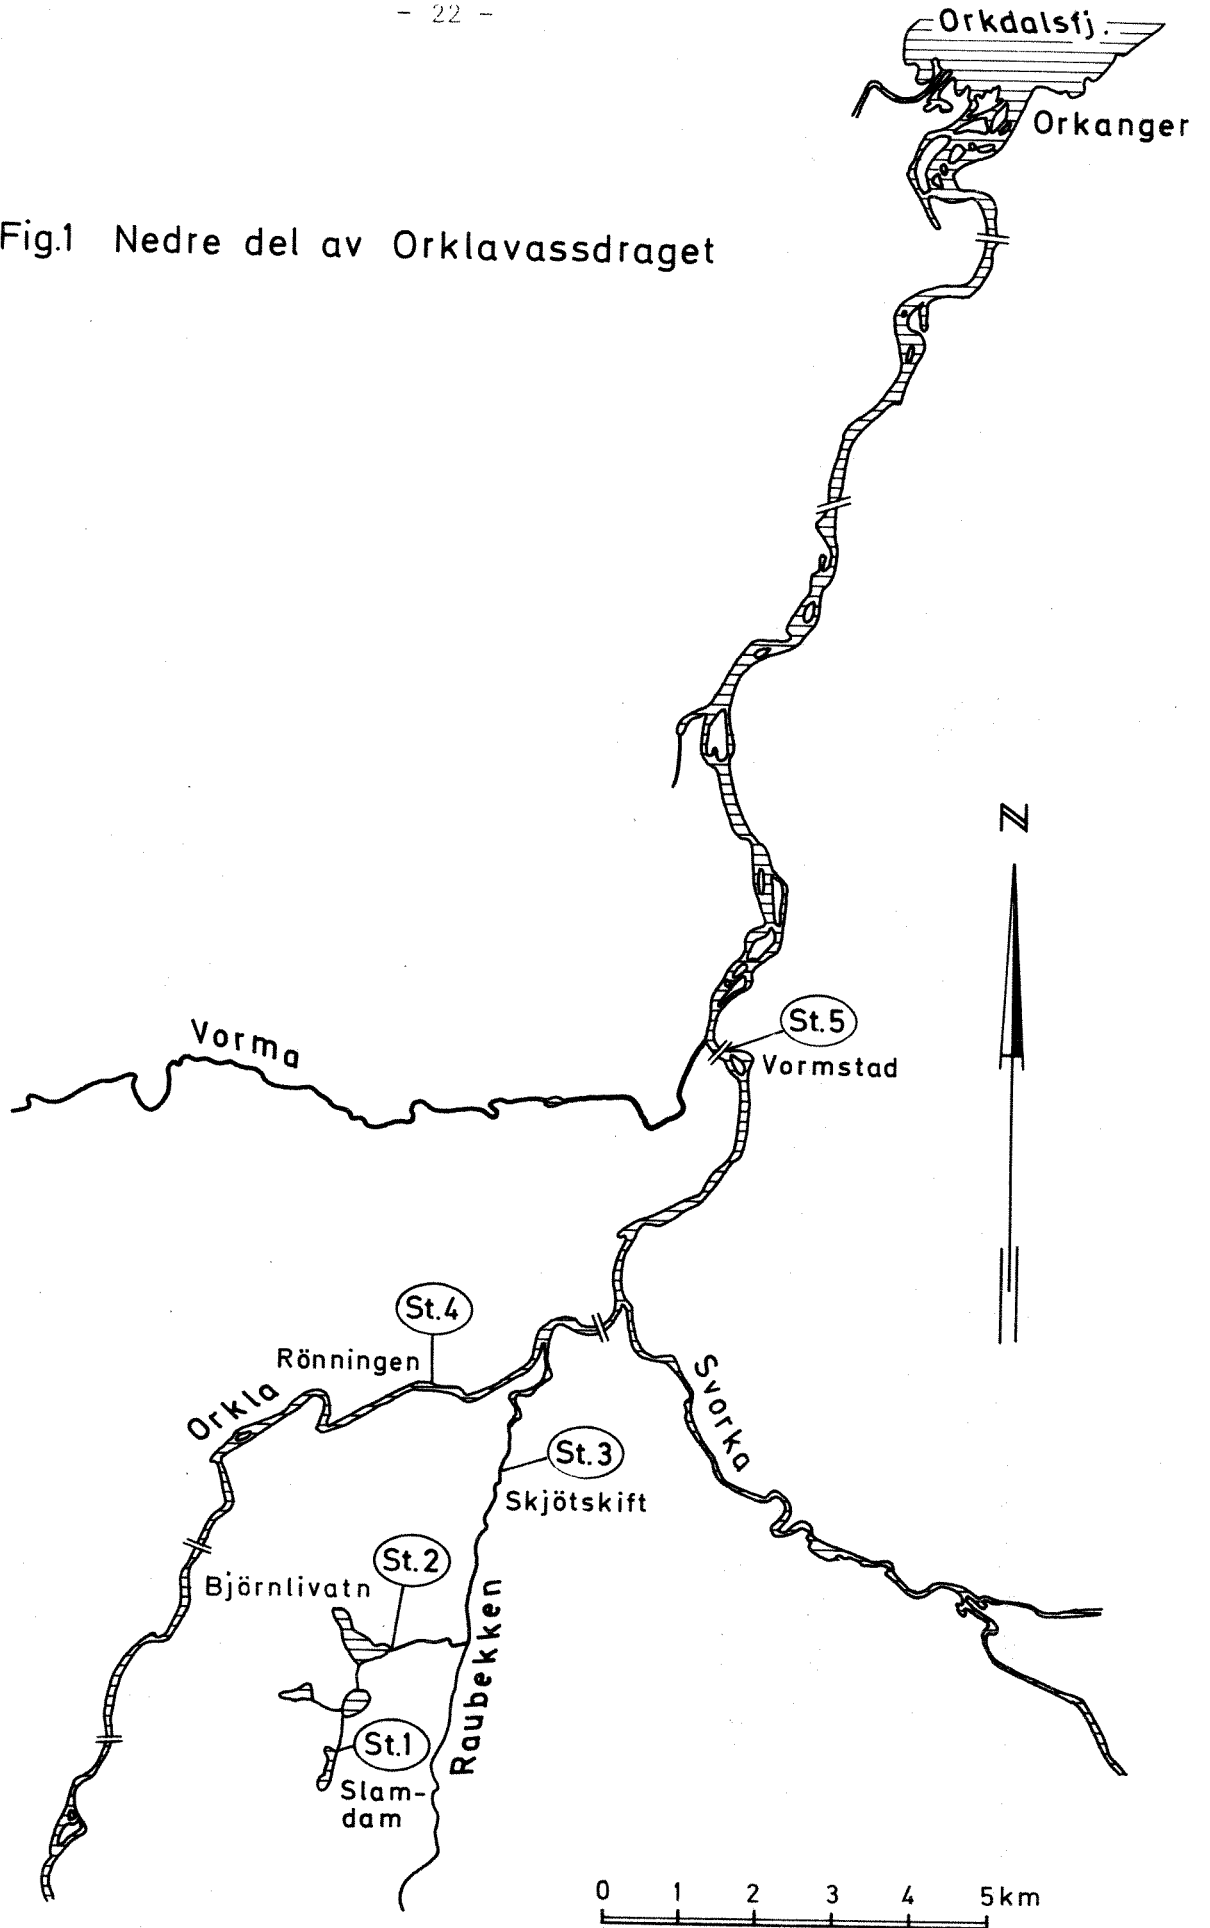 - 22 -
Orkdalsfj.
Orkanger
Fig.1 Nedre del av Orklavassdraget
N
St.5
Vorma
Vormstad
St.4
Rönningen
Orkla
Svorka
St.3
Skjötskift
St.2
Björnlivatn
Raubekken
St.1
Slam-
dam
0 1 2 3 4 5km